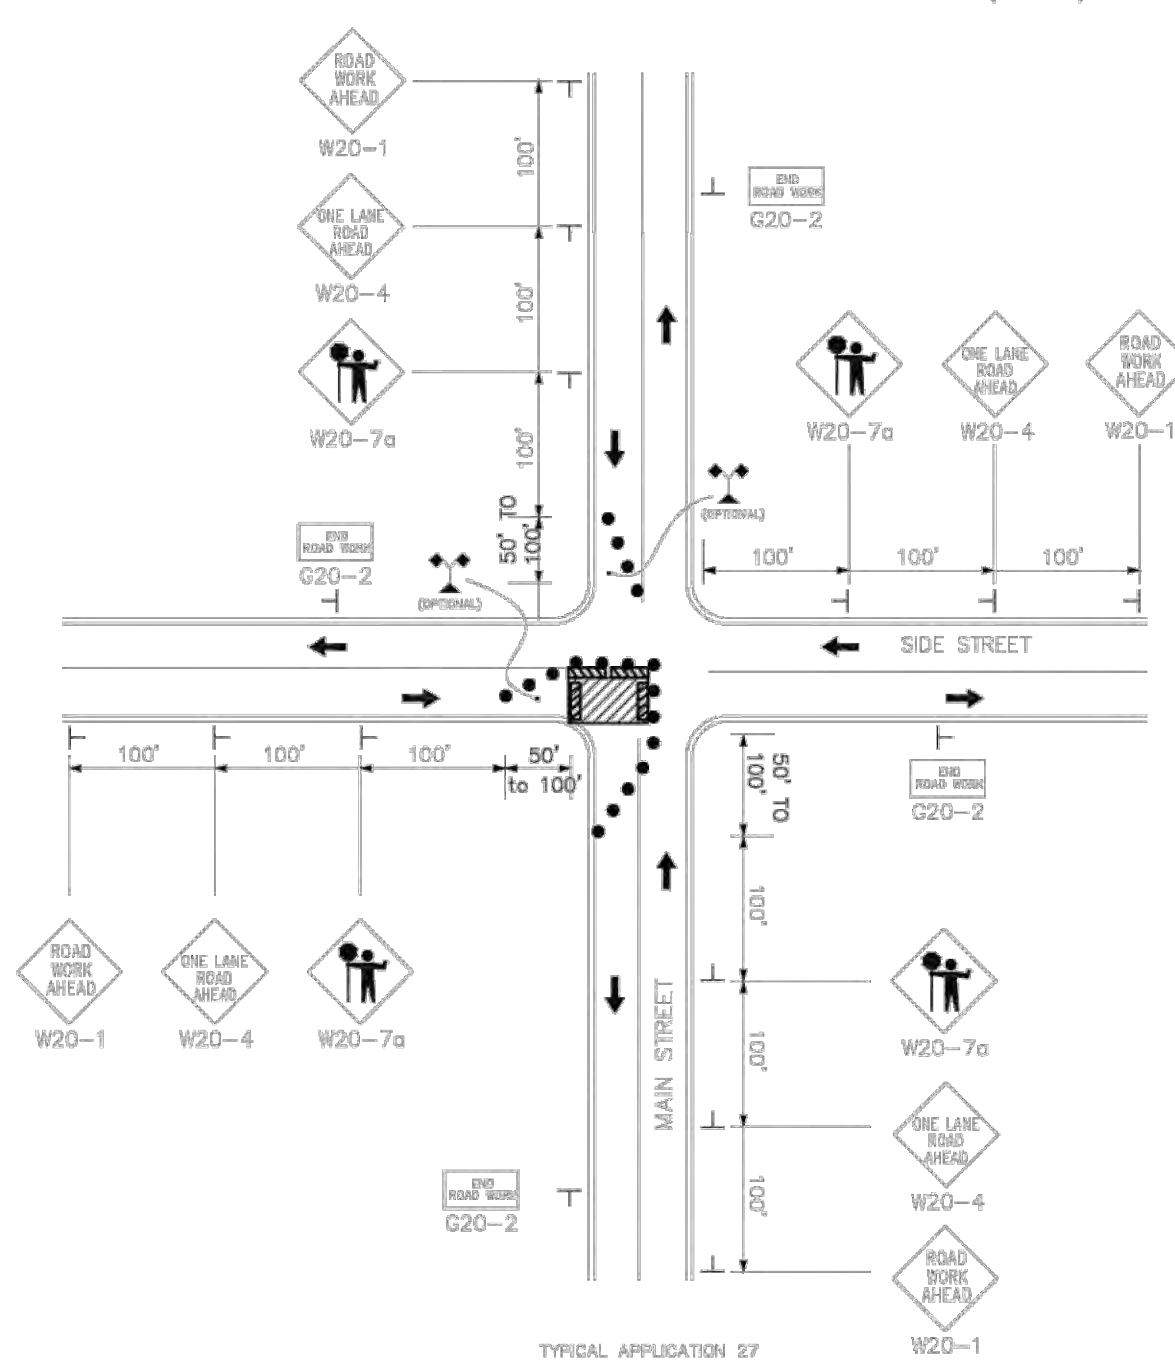 ROAD
WORK
AHEAD
W20-1
100'
END
ROAD WORK
G20-2
ONE LANE
ROAD
AHEAD
W20-4
100'
W20-7a
100'
W20-7a
ONE LANE
ROAD
AHEAD
W20-4
ROAD
WORK
AHEAD
W20-1
50' TO
100'
(OPTIONAL)
END
ROAD WORK
G20-2
(OPTIONAL)
100'
100'
100'
SIDE STREET
100'
100'
100'
50'
to 100'
50' TO
100'
END
ROAD WORK
G20-2
100'
ROAD
WORK
AHEAD
W20-1
ONE LANE
ROAD
AHEAD
W20-4
W20-7a
MAIN STREET
100'
W20-7a
ONE LANE
ROAD
AHEAD
W20-4
100'
END
ROAD WORK
G20-2
ROAD
WORK
AHEAD
W20-1
TYPICAL APPLICATION 27